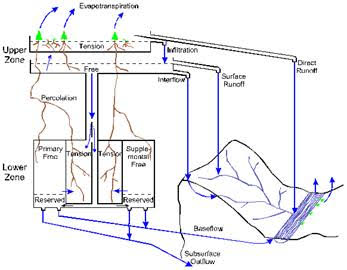 Evapotranspiration
Upper
Zone
Tension
Infiltration
Direct
Runoff
Free
Interflow
Surface
Runoff
Percolation
Primary
Free
Tension
Tension
Supple
mental
Free
Lower
Zone
Reserved
Reserved
Baseflow
Subsurface
Outflow